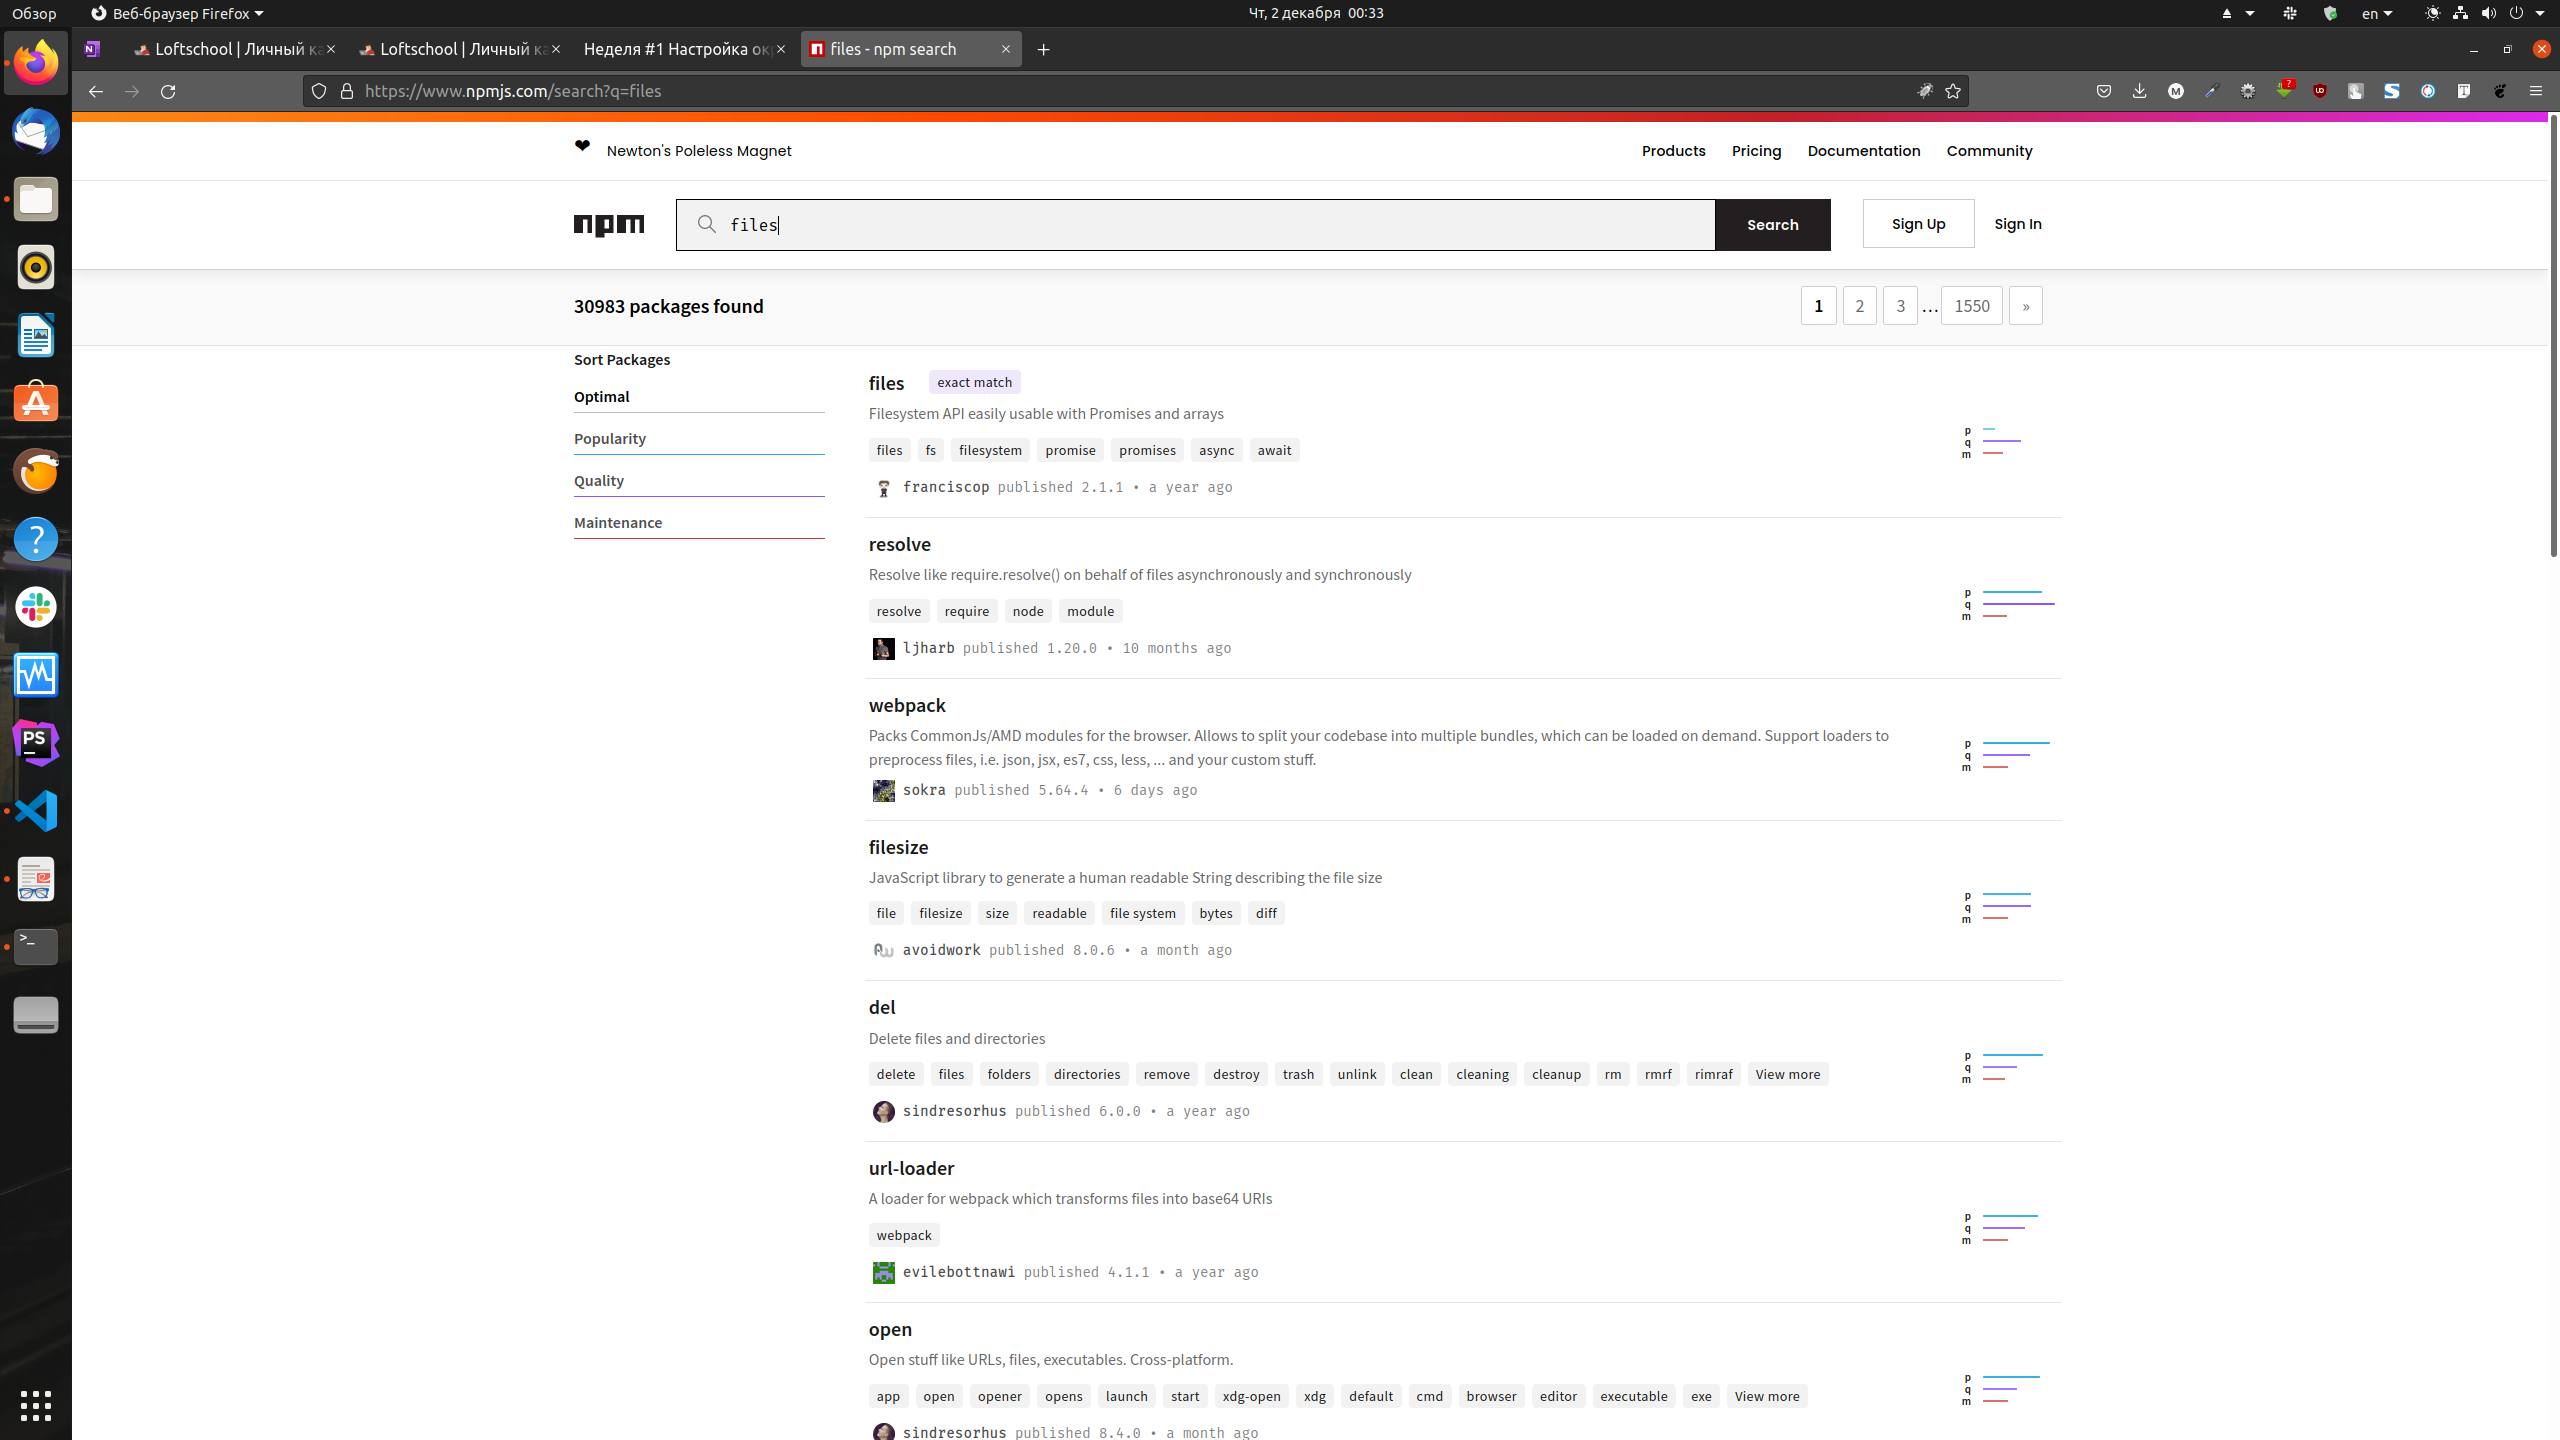 Обзор
Веб-браузер Firefox
Чт, 2 декабря 00:33
en
Loftschool | Личный ка
Loftschool | Личный ка
Неделя #1 Настройка ок
files - npm search
https://www.npmjs.com/search?q=files
❤ Newton's Poleless Magnet
Products
Pricing
Documentation
Community
npm
files
Search
Sign Up
Sign In
30983 packages found
1
2
3
...
1550
»
Sort Packages
Optimal
Popularity
Quality
Maintenance
files
exact match
Filesystem API easily usable with Promises and arrays
files fs filesystem promise promises async await
franciscop published 2.1.1 • a year ago
p
q
m
resolve
Resolve like require.resolve() on behalf of files asynchronously and synchronously
resolve require node module
ljharb published 1.20.0 • 10 months ago
p
q
m
webpack
Packs CommonJs/AMD modules for the browser. Allows to split your codebase into multiple bundles, which can be loaded on demand. Support loaders to
preprocess files, i.e. json, jsx, es7, css, less, ... and your custom stuff.
sokra published 5.64.4 • 6 days ago
p
q
m
filesize
JavaScript library to generate a human readable String describing the file size
file filesize size readable file system bytes diff
avoidwork published 8.0.6 • a month ago
p
q
m
del
Delete files and directories
delete files folders directories remove destroy trash unlink clean cleaning cleanup rm rmrf rimraf View more
sindresorhus published 6.0.0 • a year ago
p
q
m
url-loader
A loader for webpack which transforms files into base64 URIs
webpack
evilebottnawi published 4.1.1 • a year ago
p
q
m
open
Open stuff like URLs, files, executables. Cross-platform.
app open opener opens launch start xdg-open xdg default cmd browser editor executable exe View more
sindresorhus published 8.4.0 • a month ago
p
q
m
PS